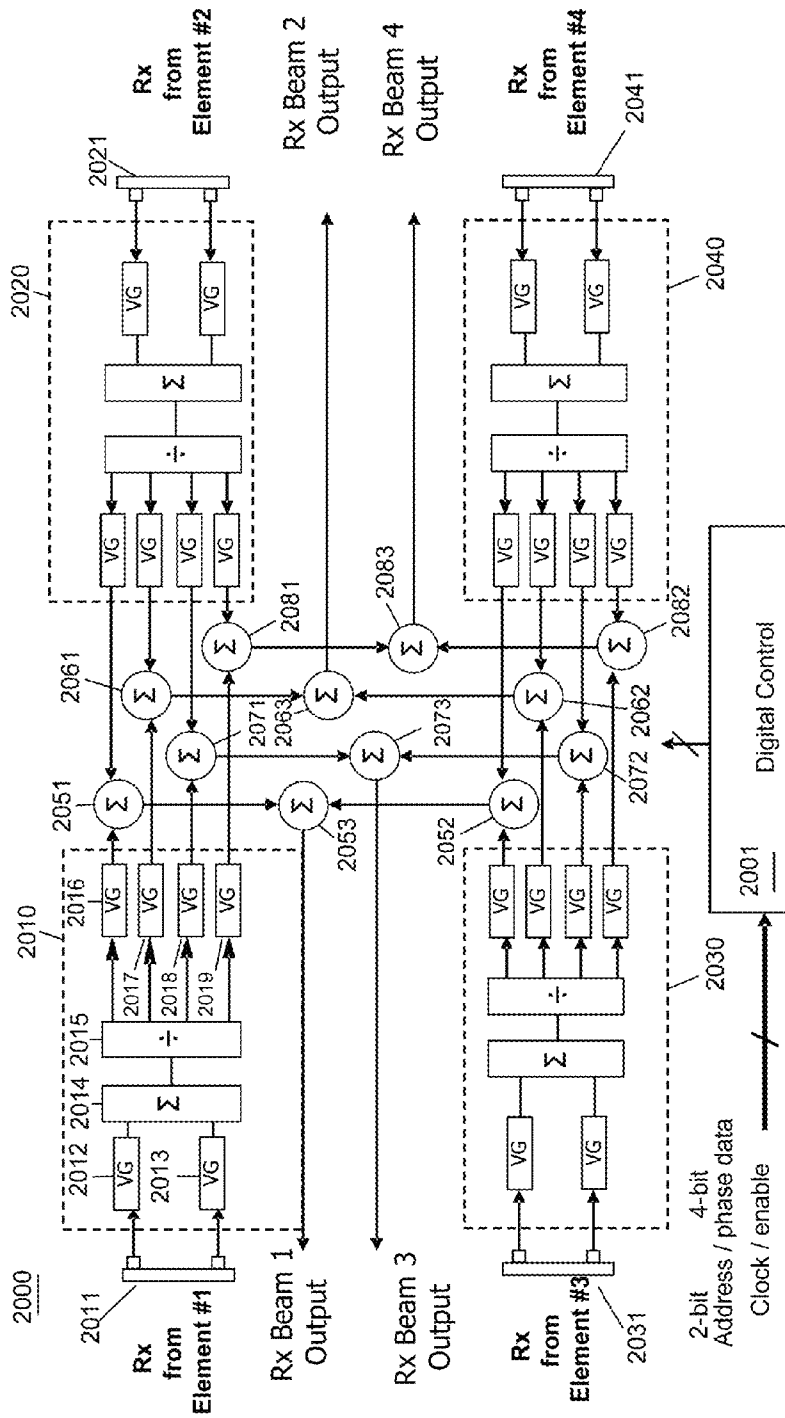 2000
2011
Rx
from
Element #1
2010
2012
2013
VG
VG
2014
Σ
2015
÷
2016
VG
2017
VG
2018
VG
2019
VG
2051
Σ
2061
Σ
2071
Σ
2081
Σ
2020
VG
VG
VG
VG
÷
Σ
VG
VG
2021
Rx
from
Element #2
Rx Beam 1
Output
Rx Beam 3
Output
2053
Σ
2063
Σ
2073
Σ
2083
Σ
Rx Beam 2
Output
Rx Beam 4
Output
Rx
from
Element #3
2031
2030
VG
VG
Σ
÷
VG
VG
VG
VG
2052
Σ
2062
Σ
2072
Σ
2082
Σ
2040
VG
VG
VG
VG
÷
Σ
VG
VG
2041
Rx
from
Element #4
2-bit 4-bit
Address / phase data
Clock / enable
2001
Digital Control